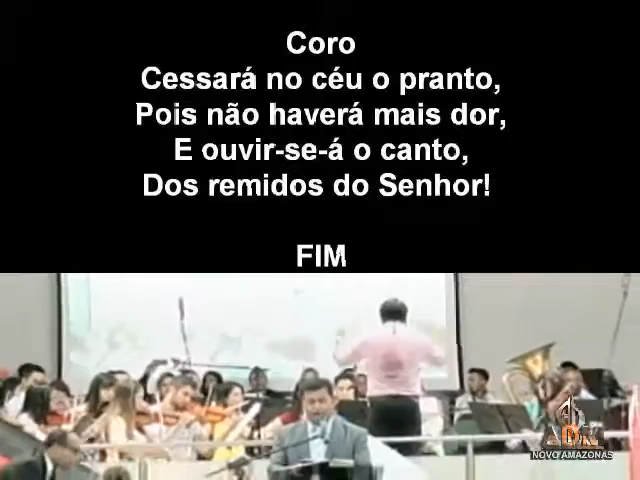 Coro
Cessará no céu o pranto,
Pois não haverá mais dor,
E ouvir-se-á o canto,
Dos remidos do Senhor!
FIM
NOVO AMAZONAS